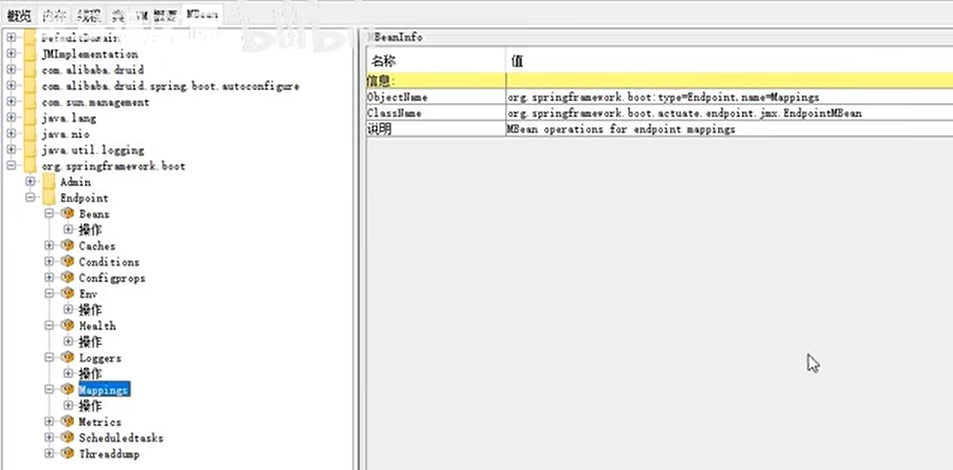 概览 内存 线程 类 VM 概要 MBean
DefaultDomain
JMImplementation
com.alibaba.druid
com.alibaba.druid.spring.boot.autoconfigure
com.sun.management
java.lang
java.nio
java.util.logging
org.springframework.boot
Admin
Endpoint
Beans
操作
Caches
Conditions
Configprops
Env
操作
Health
操作
Loggers
操作
Mappings
操作
Metrics
Scheduledtasks
Threaddump
MBeanInfo
名称 值
信息:
ObjectName org.springframework.boot:type=Endpoint,name=Mappings
ClassName org.springframework.boot.actuate.endpoint.jmx.EndpointMBean
说明 MBean operations for endpoint mappings